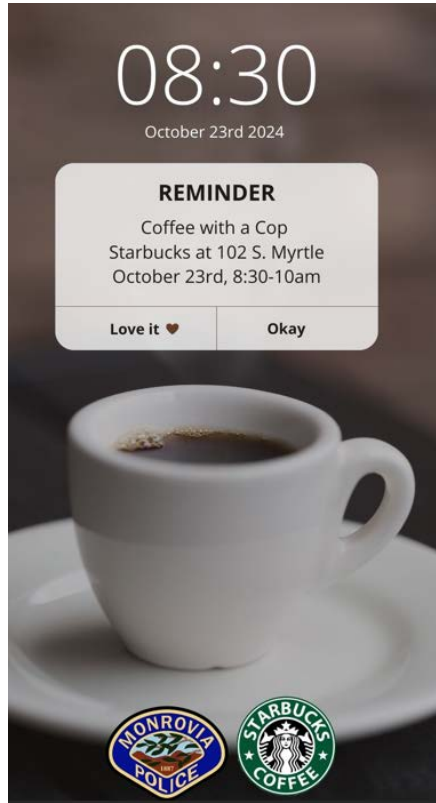 08:30
October 23rd 2024
REMINDER
Coffee with a Cop
Starbucks at 102 S. Myrtle
October 23rd, 8:30-10am
Love it
Okay
MONROVIA
1887
POLICE
STARBUCKS
COFFEE